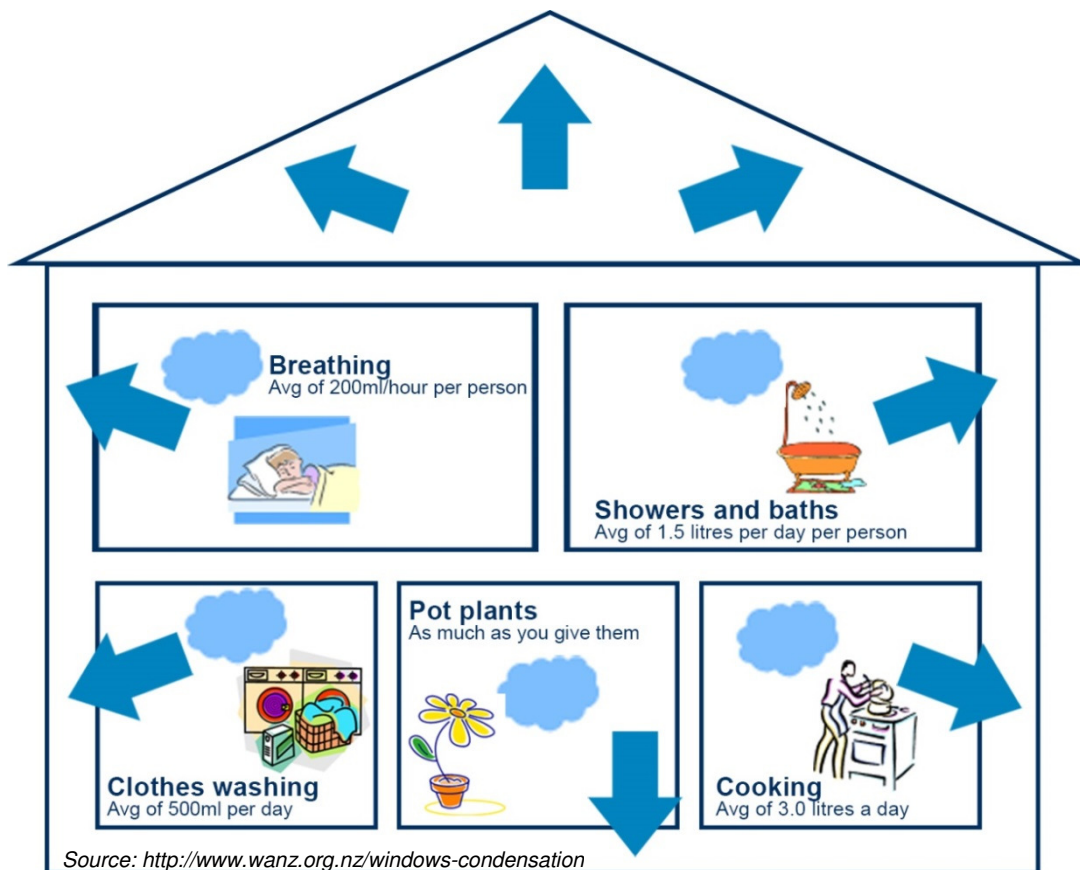 Breathing
Avg of 200ml/hour per person
Showers and baths
Avg of 1.5 litres per day per person
Clothes washing
Avg of 500ml per day
Pot plants
As much as you give them
Cooking
Avg of 3.0 litres a day
Source: http://www.wanz.org.nz/windows-condensation